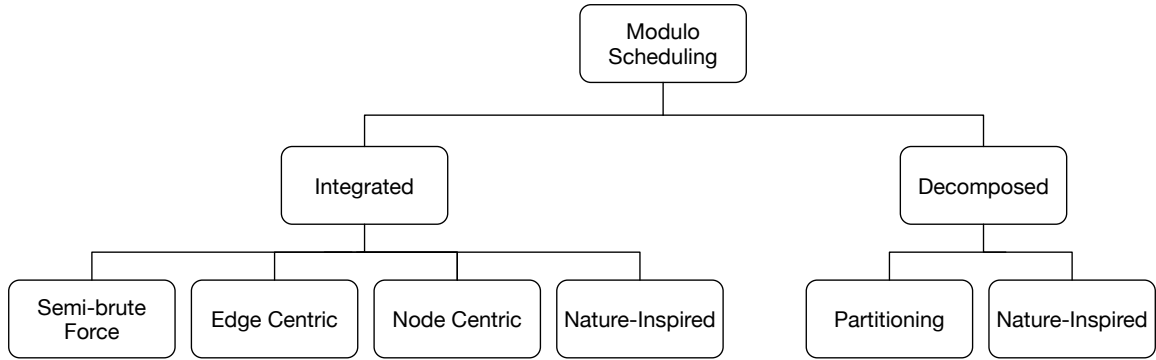 Modulo
Scheduling
Integrated
Decomposed
Semi-brute
Force
Edge Centric
Node Centric
Nature-Inspired
Partitioning
Nature-Inspired